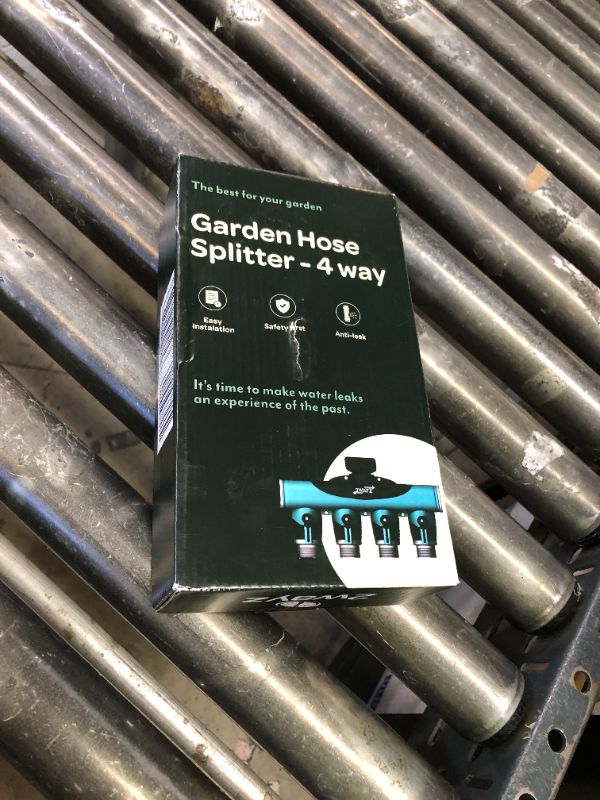 The best for your garden
Garden Hose
Splitter - 4 way
Easy
Instalation
Safety
Anti-leak
It's time to make water leaks
an experience of the past.
2wayz